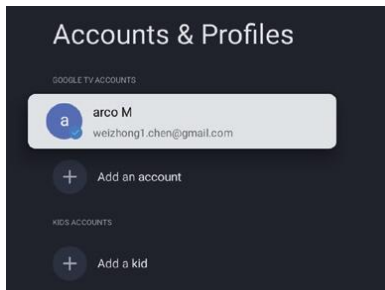 Accounts & Profiles
GOOGLE TV ACCOUNTS
a
arco M
weizhong1.chen@gmail.com
Add an account
KIDS ACCOUNTS
Add a kid